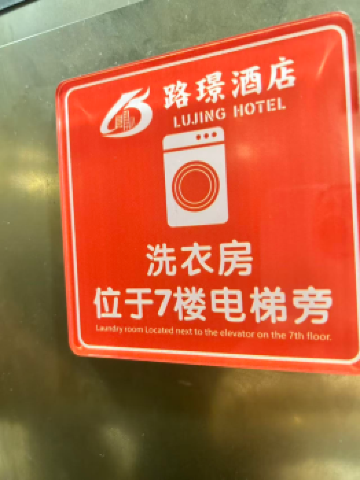 路璟酒店
LUJING HOTEL
洗衣房
位于7楼电梯旁
Laundry room Located next to the elevator on the 7th floor.